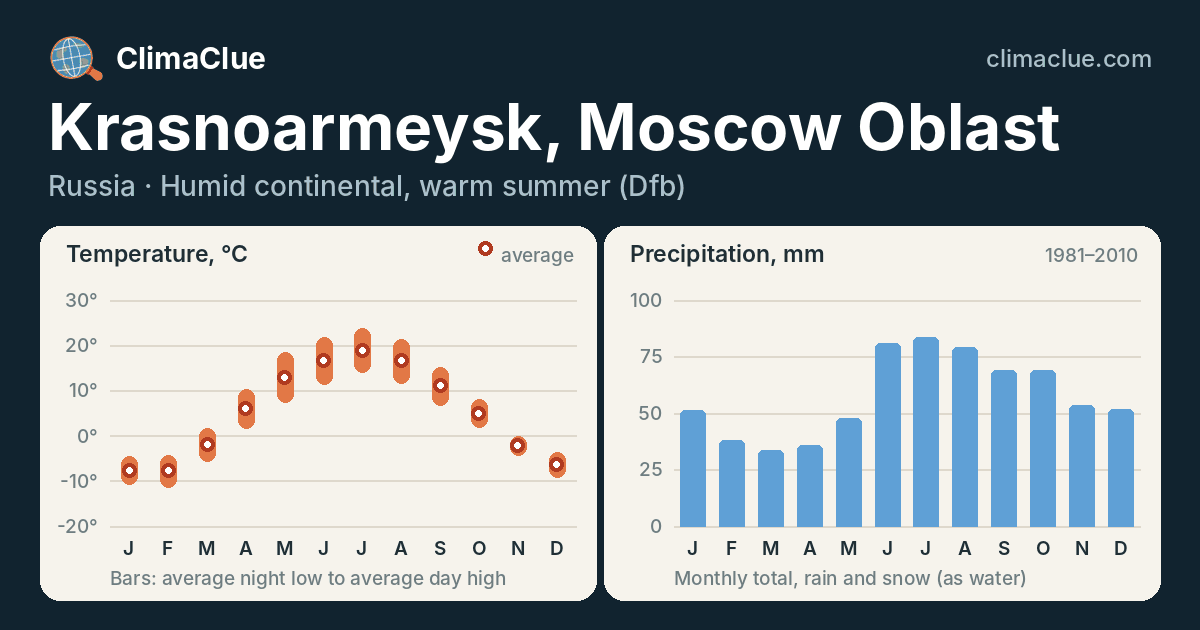 ClimaClue
climaclue.com
Krasnoarmeysk, Moscow Oblast
Russia · Humid continental, warm summer (Dfb)
Temperature, °C
average
30°
20°
10°
0°
-10°
-20°
J F M A M J J A S O N D
Bars: average night low to average day high
Precipitation, mm
1981–2010
100
75
50
25
0
J F M A M J J A S O N D
Monthly total, rain and snow (as water)